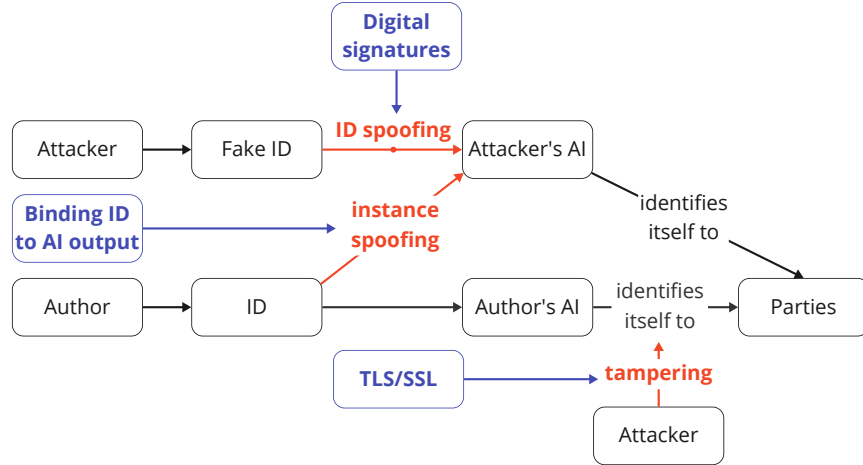 Digital
signatures
Attacker
Fake ID
ID spoofing
Attacker's AI
identifies
itself to
Binding ID
to AI output
instance
spoofing
Author
ID
Author's AI
identifies
itself to
Parties
TLS/SSL
tampering
Attacker